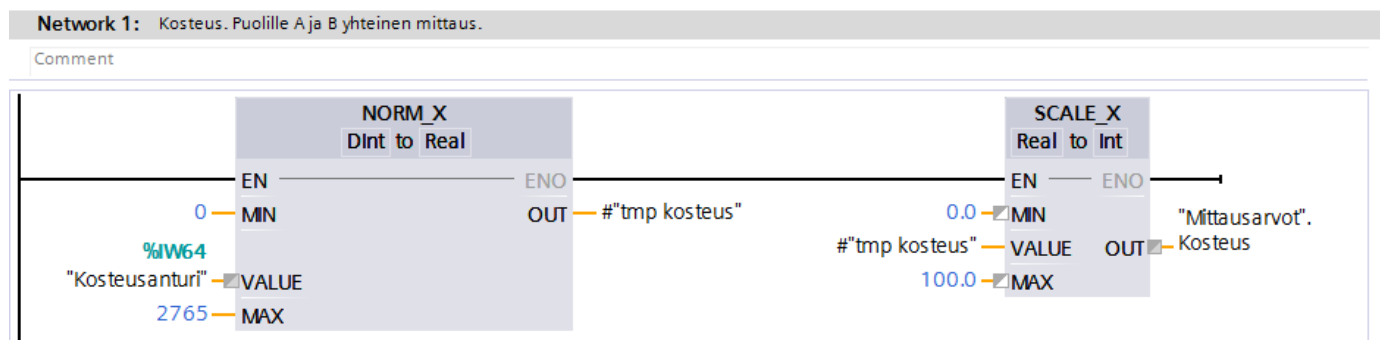 Network 1: Kosteus. Puolille A ja B yhteinen mittaus.
Comment
NORM_X
DInt to Real
EN ENO
0 MIN OUT #"tmp kosteus"
%IW64
"Kosteusanturi" VALUE
2765 MAX
SCALE_X
Real to Int
EN ENO
0.0 MIN
#"tmp kosteus" VALUE OUT "Mittausarvot".
Kosteus
100.0 MAX